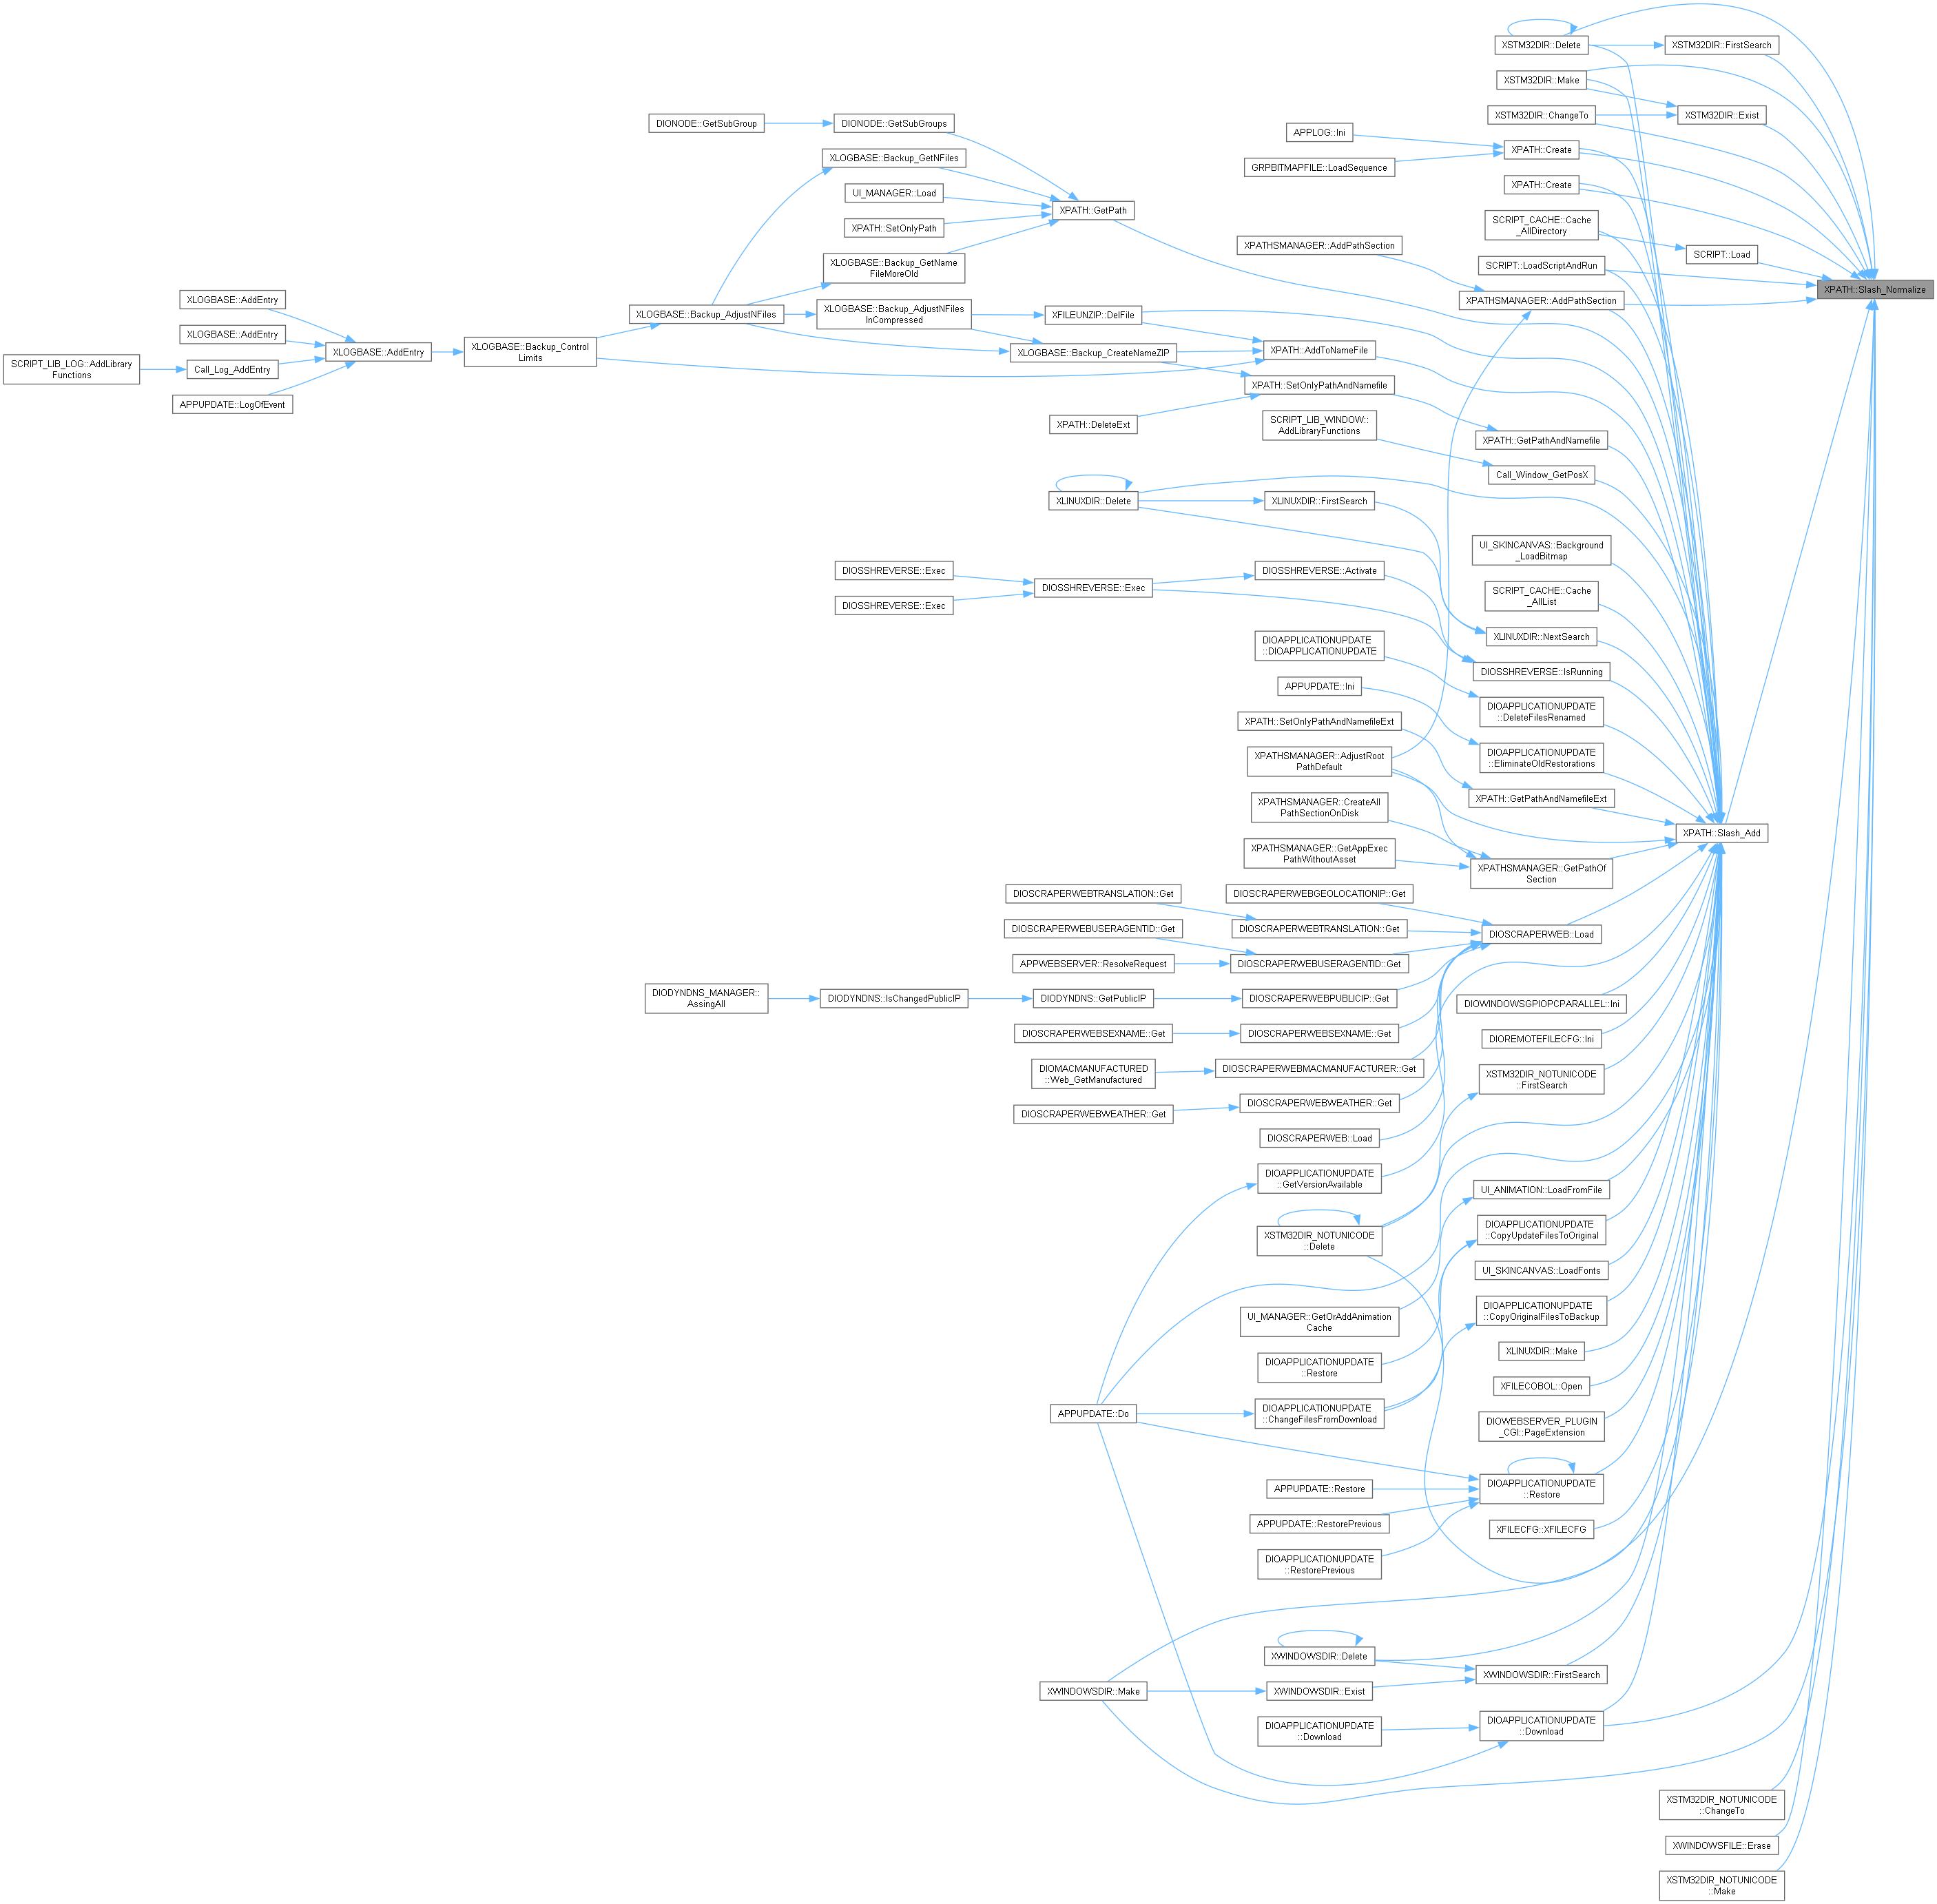 XSTM32DIR::Delete
XSTM32DIR::FirstSearch
XSTM32DIR::Make
XSTM32DIR::ChangeTo
XSTM32DIR::Exist
DIONODE::GetSubGroup
DIONODE::GetSubGroups
APPLOG::Ini
XPATH::Create
XLOGBASE::Backup_GetNFiles
GRPBITMAPFILE::LoadSequence
XPATH::Create
UI_MANAGER::Load
XPATH::GetPath
SCRIPT_CACHE::Cache
_AllDirectory
XPATH::SetOnlyPath
XPATHSMANAGER::AddPathSection
SCRIPT::Load
XLOGBASE::Backup_GetName
FileMoreOld
SCRIPT::LoadScriptAndRun
XPATH::Slash_Normalize
XLOGBASE::AddEntry
XLOGBASE::Backup_AdjustNFiles
XLOGBASE::Backup_AdjustNFiles
InCompressed
XFILEUNZIP::DelFile
XPATHSMANAGER::AddPathSection
XLOGBASE::AddEntry
XLOGBASE::AddEntry
XLOGBASE::Backup_Control
Limits
XLOGBASE::Backup_CreateNameZIP
XPATH::AddToNameFile
SCRIPT_LIB_LOG::AddLibrary
Functions
Call_Log_AddEntry
XPATH::SetOnlyPathAndNamefile
APPUPDATE::LogOfEvent
XPATH::DeleteExt
SCRIPT_LIB_WINDOW::
AddLibraryFunctions
XPATH::GetPathAndNamefile
Call_Window_GetPosX
XLINUXDIR::Delete
XLINUXDIR::FirstSearch
UI_SKINCANVAS::Background
_LoadBitmap
DIOSSHREVERSE::Exec
DIOSSHREVERSE::Exec
DIOSSHREVERSE::Exec
DIOSSHREVERSE::Activate
SCRIPT_CACHE::Cache
_AllList
XLINUXDIR::NextSearch
DIOAPPLICATIONUPDATE
::DIOAPPLICATIONUPDATE
DIOSSHREVERSE::IsRunning
APPUPDATE::Ini
DIOAPPLICATIONUPDATE
::DeleteFilesRenamed
XPATH::SetOnlyPathAndNamefileExt
DIOAPPLICATIONUPDATE
::EliminateOldRestorations
XPATHSMANAGER::AdjustRoot
PathDefault
XPATH::GetPathAndNamefileExt
XPATHSMANAGER::CreateAll
PathSectionOnDisk
XPATH::Slash_Add
XPATHSMANAGER::GetAppExec
PathWithoutAsset
XPATHSMANAGER::GetPathOf
Section
DIOSCRAPERWEBTRANSLATION::Get
DIOSCRAPERWEBGEOLOCATIONIP::Get
DIOSCRAPERWEBUSERAGENTID::Get
DIOSCRAPERWEBTRANSLATION::Get
DIOSCRAPERWEB::Load
APPWEBSERVER::ResolveRequest
DIOSCRAPERWEBUSERAGENTID::Get
DIODYNDNS_MANAGER::
AssingAll
DIODYNDNS::IsChangedPublicIP
DIODYNDNS::GetPublicIP
DIOSCRAPERWEBPUBLICIP::Get
DIOWINDOWSGPIOPCPARALLEL::Ini
DIOSCRAPERWEBSEXNAME::Get
DIOSCRAPERWEBSEXNAME::Get
DIOREMOTEFILECFG::Ini
DIOMACMANUFACTURED
::Web_GetManufactured
DIOSCRAPERWEBMACMANUFACTURER::Get
XSTM32DIR_NOTUNICODE
::FirstSearch
DIOSCRAPERWEBWEATHER::Get
DIOSCRAPERWEBWEATHER::Get
DIOSCRAPERWEB::Load
DIOAPPLICATIONUPDATE
::GetVersionAvailable
UI_ANIMATION::LoadFromFile
XSTM32DIR_NOTUNICODE
::Delete
DIOAPPLICATIONUPDATE
::CopyUpdateFilesToOriginal
UI_SKINCANVAS::LoadFonts
UI_MANAGER::GetOrAddAnimation
Cache
DIOAPPLICATIONUPDATE
::CopyOriginalFilesToBackup
DIOAPPLICATIONUPDATE
::Restore
XLINUXDIR::Make
XFILECOBOL::Open
APPUPDATE::Do
DIOAPPLICATIONUPDATE
::ChangeFilesFromDownload
DIOWEBSERVER_PLUGIN
_CGI::PageExtension
APPUPDATE::Restore
DIOAPPLICATIONUPDATE
::Restore
APPUPDATE::RestorePrevious
XFILECFG::XFILECFG
DIOAPPLICATIONUPDATE
::RestorePrevious
XWINDOWSDIR::Delete
XWINDOWSDIR::FirstSearch
XWINDOWSDIR::Make
XWINDOWSDIR::Exist
DIOAPPLICATIONUPDATE
::Download
DIOAPPLICATIONUPDATE
::Download
XSTM32DIR_NOTUNICODE
::ChangeTo
XWINDOWSFILE::Erase
XSTM32DIR_NOTUNICODE
::Make